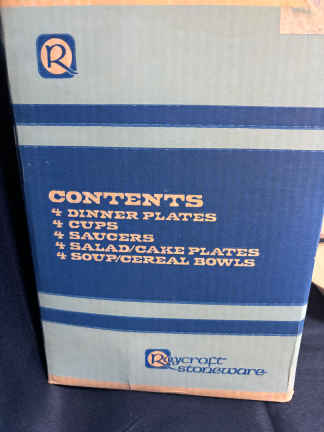 R
CONTENTS
4 DINNER PLATES
4 CUPS
4 SAUCERS
4 SALAD/CAKE PLATES
4 SOUP/CEREAL BOWLS
Roycroft
stoneware